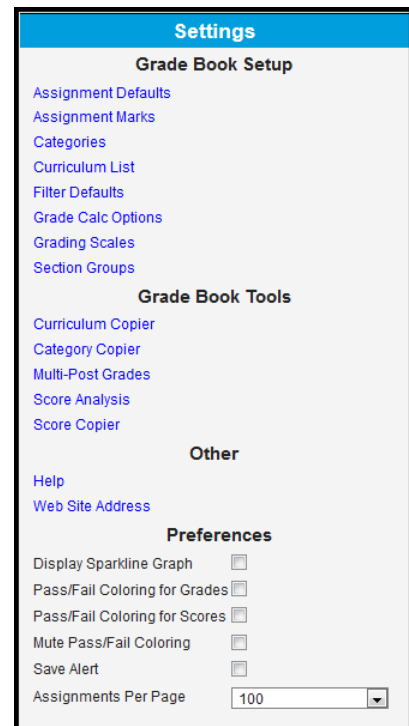 Settings
Grade Book Setup
Assignment Defaults
Assignment Marks
Categories
Curriculum List
Filter Defaults
Grade Calc Options
Grading Scales
Section Groups
Grade Book Tools
Curriculum Copier
Category Copier
Multi-Post Grades
Score Analysis
Score Copier
Other
Help
Web Site Address
Preferences
Display Sparkline Graph
Pass/Fail Coloring for Grades
Pass/Fail Coloring for Scores
Mute Pass/Fail Coloring
Save Alert
Assignments Per Page 100